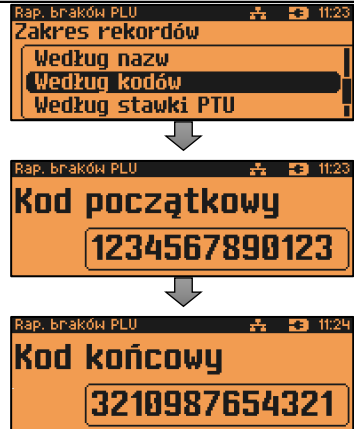 Rap. braków PLU 11:23
Zakres rekordów
Według nazw
Według kodów
Według stawki PTU
Rap. braków PLU 11:23
Kod początkowy
1234567890123
Rap. braków PLU 11:24
Kod końcowy
3210987654321